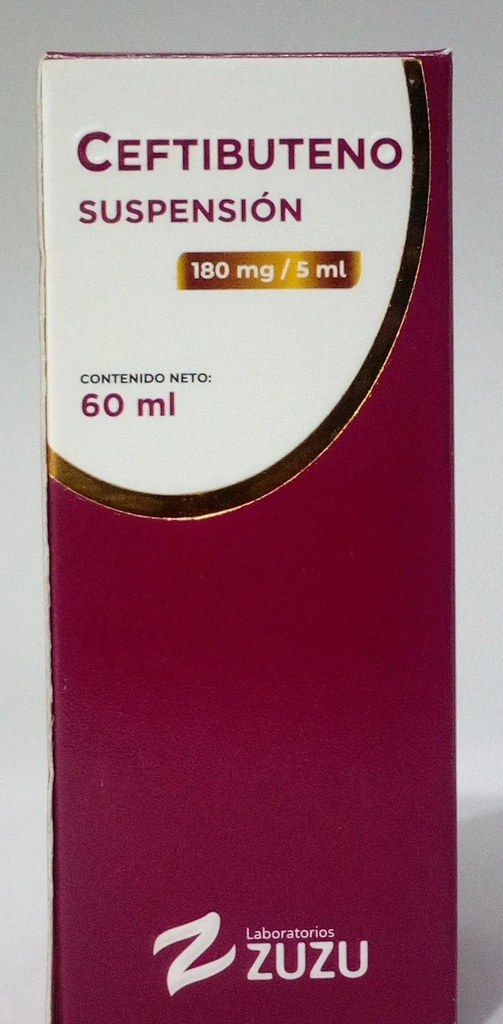 CEFTIBUTENO
SUSPENSIÓN
180 mg / 5 ml
CONTENIDO NETO:
60 ml
Laboratorios
ZUZU